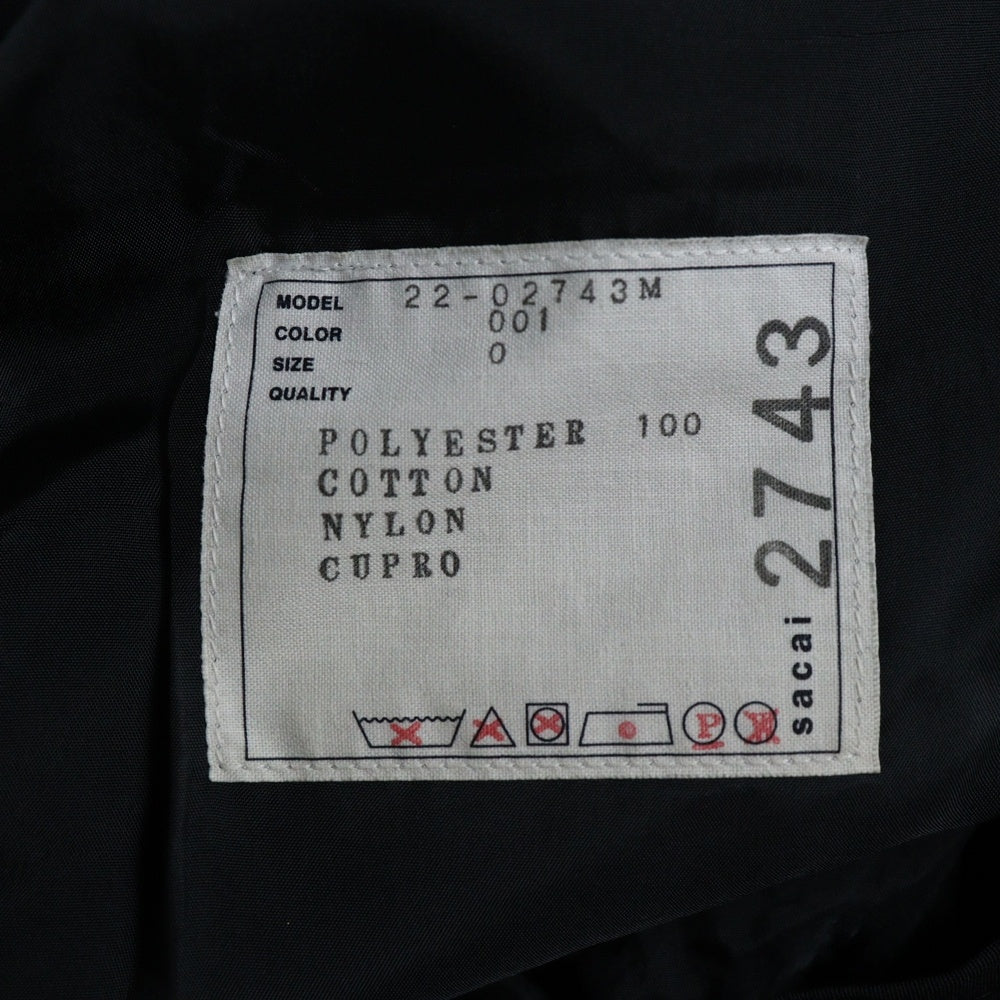 MODEL 22-02743M
COLOR 001
SIZE 0
QUALITY
POLYESTER 100
COTTON
NYLON
CUPRO
P
sacai 2743